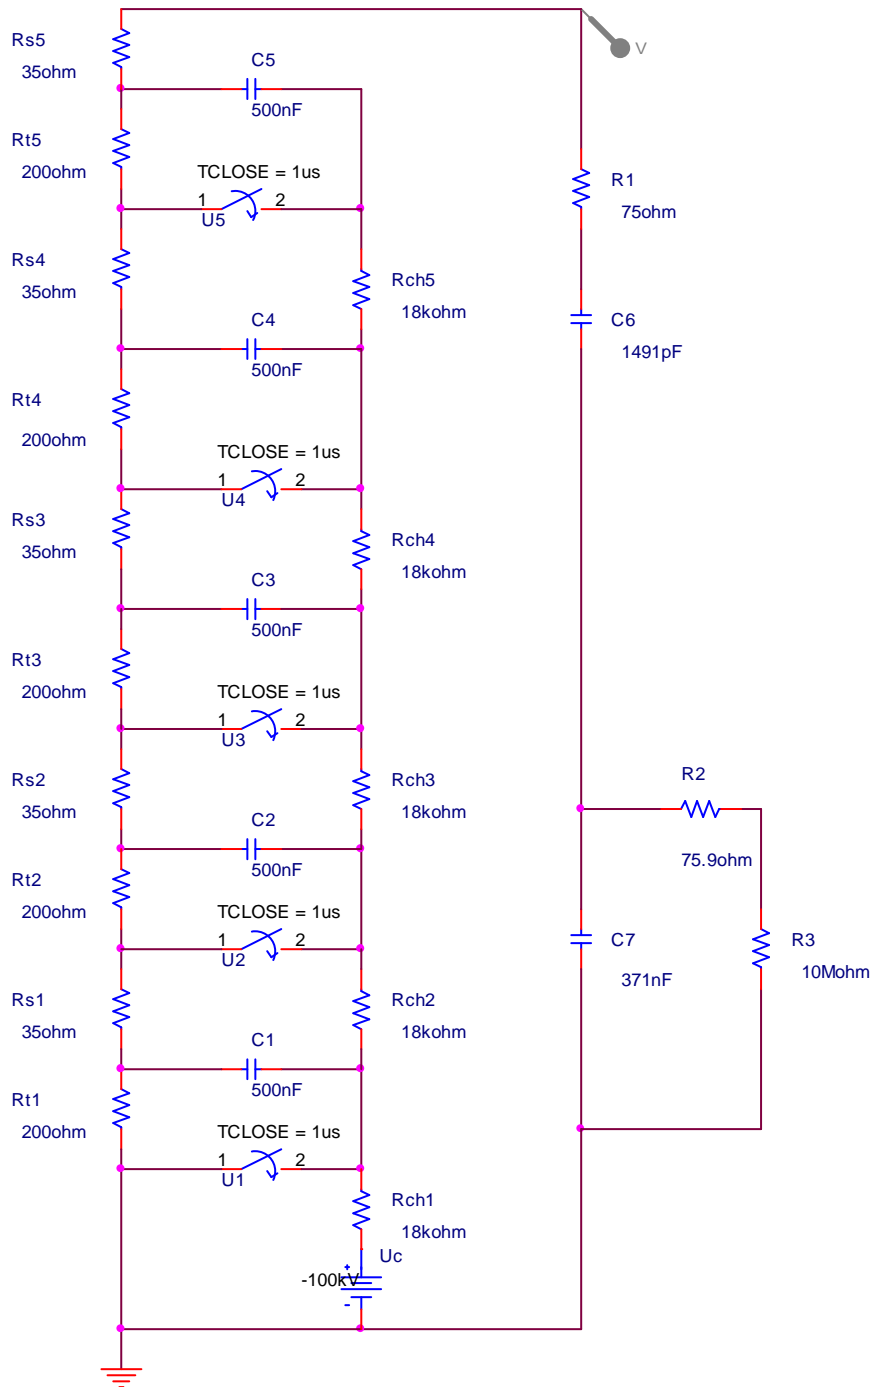 Rs5
35ohm
C5
500nF
V
Rt5
200ohm
TCLOSE = 1us
1
2
U5
R1
75ohm
Rs4
35ohm
Rch5
18kohm
C4
500nF
C6
1491pF
Rt4
200ohm
TCLOSE = 1us
1
2
U4
Rs3
35ohm
Rch4
18kohm
C3
500nF
Rt3
200ohm
TCLOSE = 1us
1
2
U3
Rs2
35ohm
Rch3
18kohm
R2
75.9ohm
C2
500nF
Rt2
200ohm
TCLOSE = 1us
1
2
U2
C7
371nF
R3
10Mohm
Rs1
35ohm
Rch2
18kohm
C1
500nF
Rt1
200ohm
TCLOSE = 1us
1
2
U1
Rch1
18kohm
Uc
-100kV
+
-